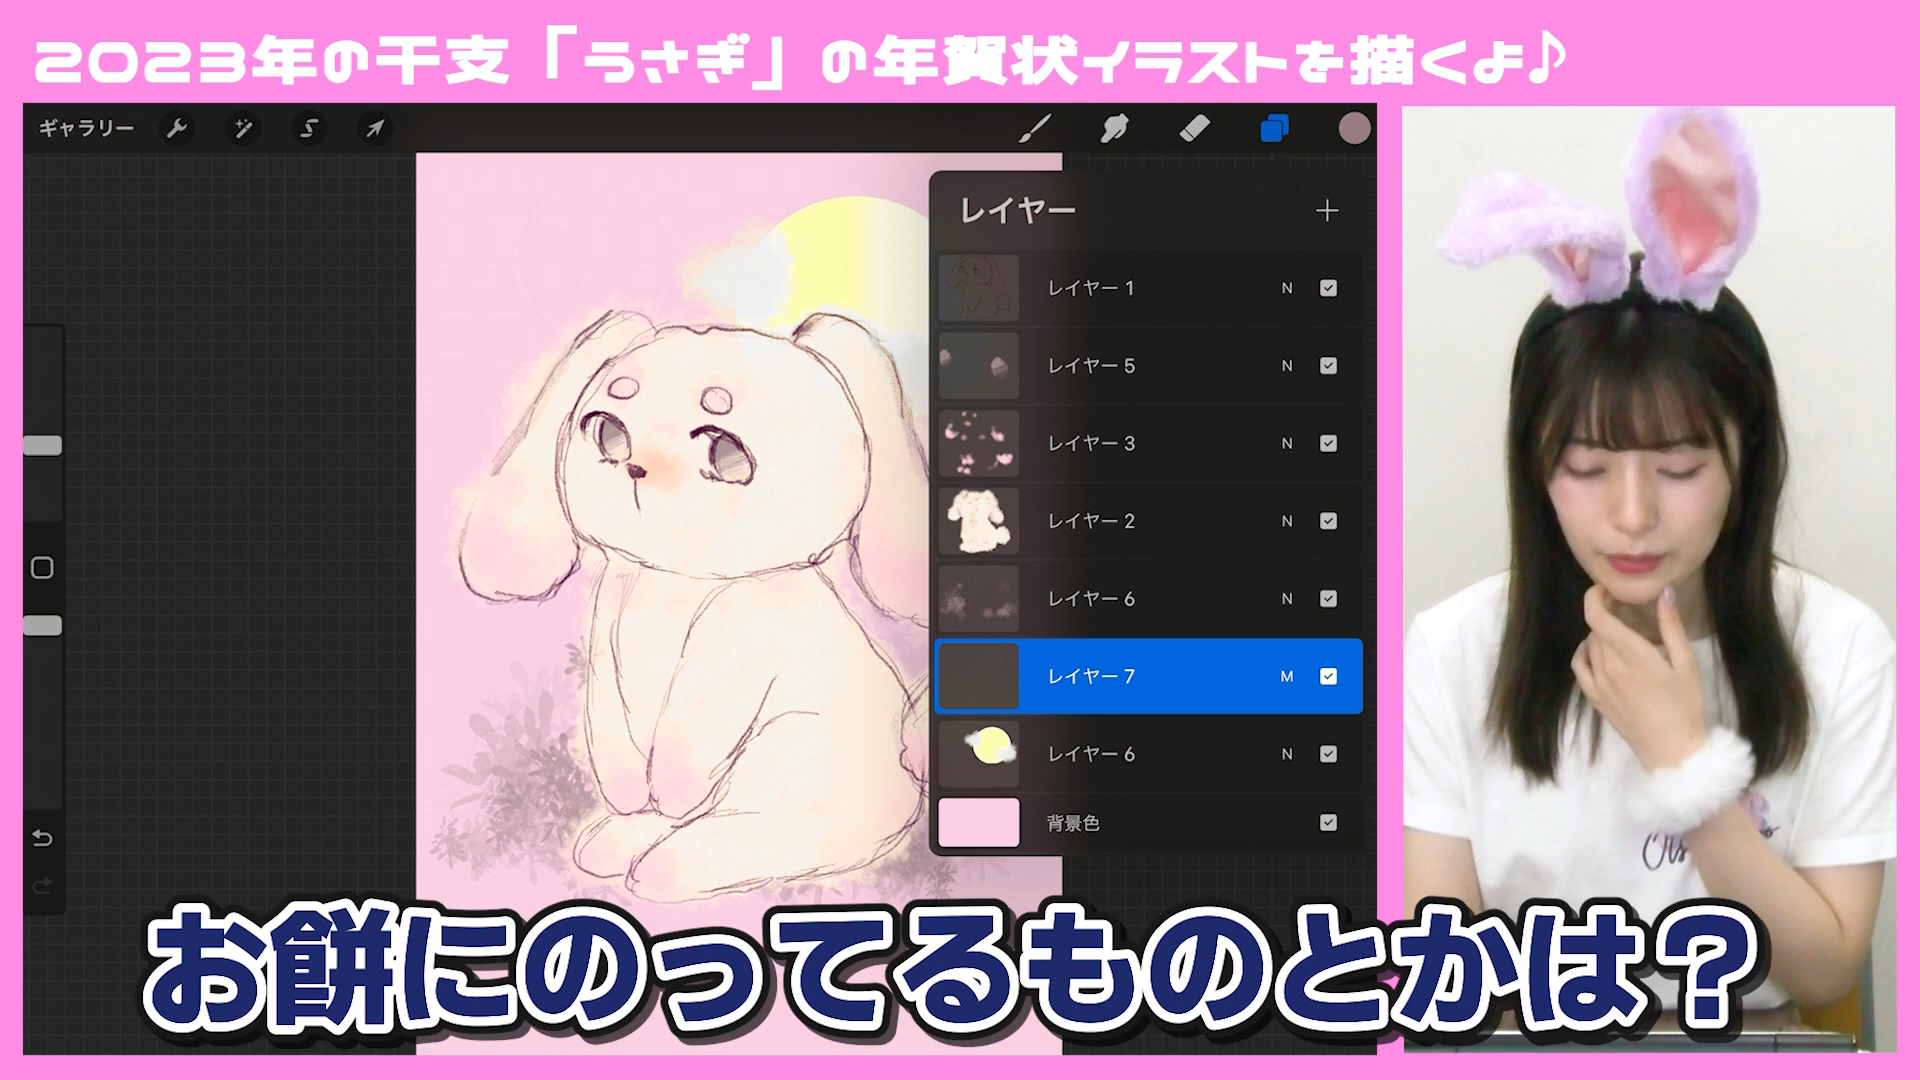 2023年の干支「うさぎ」の年賀状イラストを描くよ♪
ギャラリー
レイヤー
レイヤー 1 N
レイヤー 5 N
レイヤー 3 N
レイヤー 2 N
レイヤー 6 N
レイヤー 7 M
レイヤー 6 N
背景色
お餅にのってるものとかは？